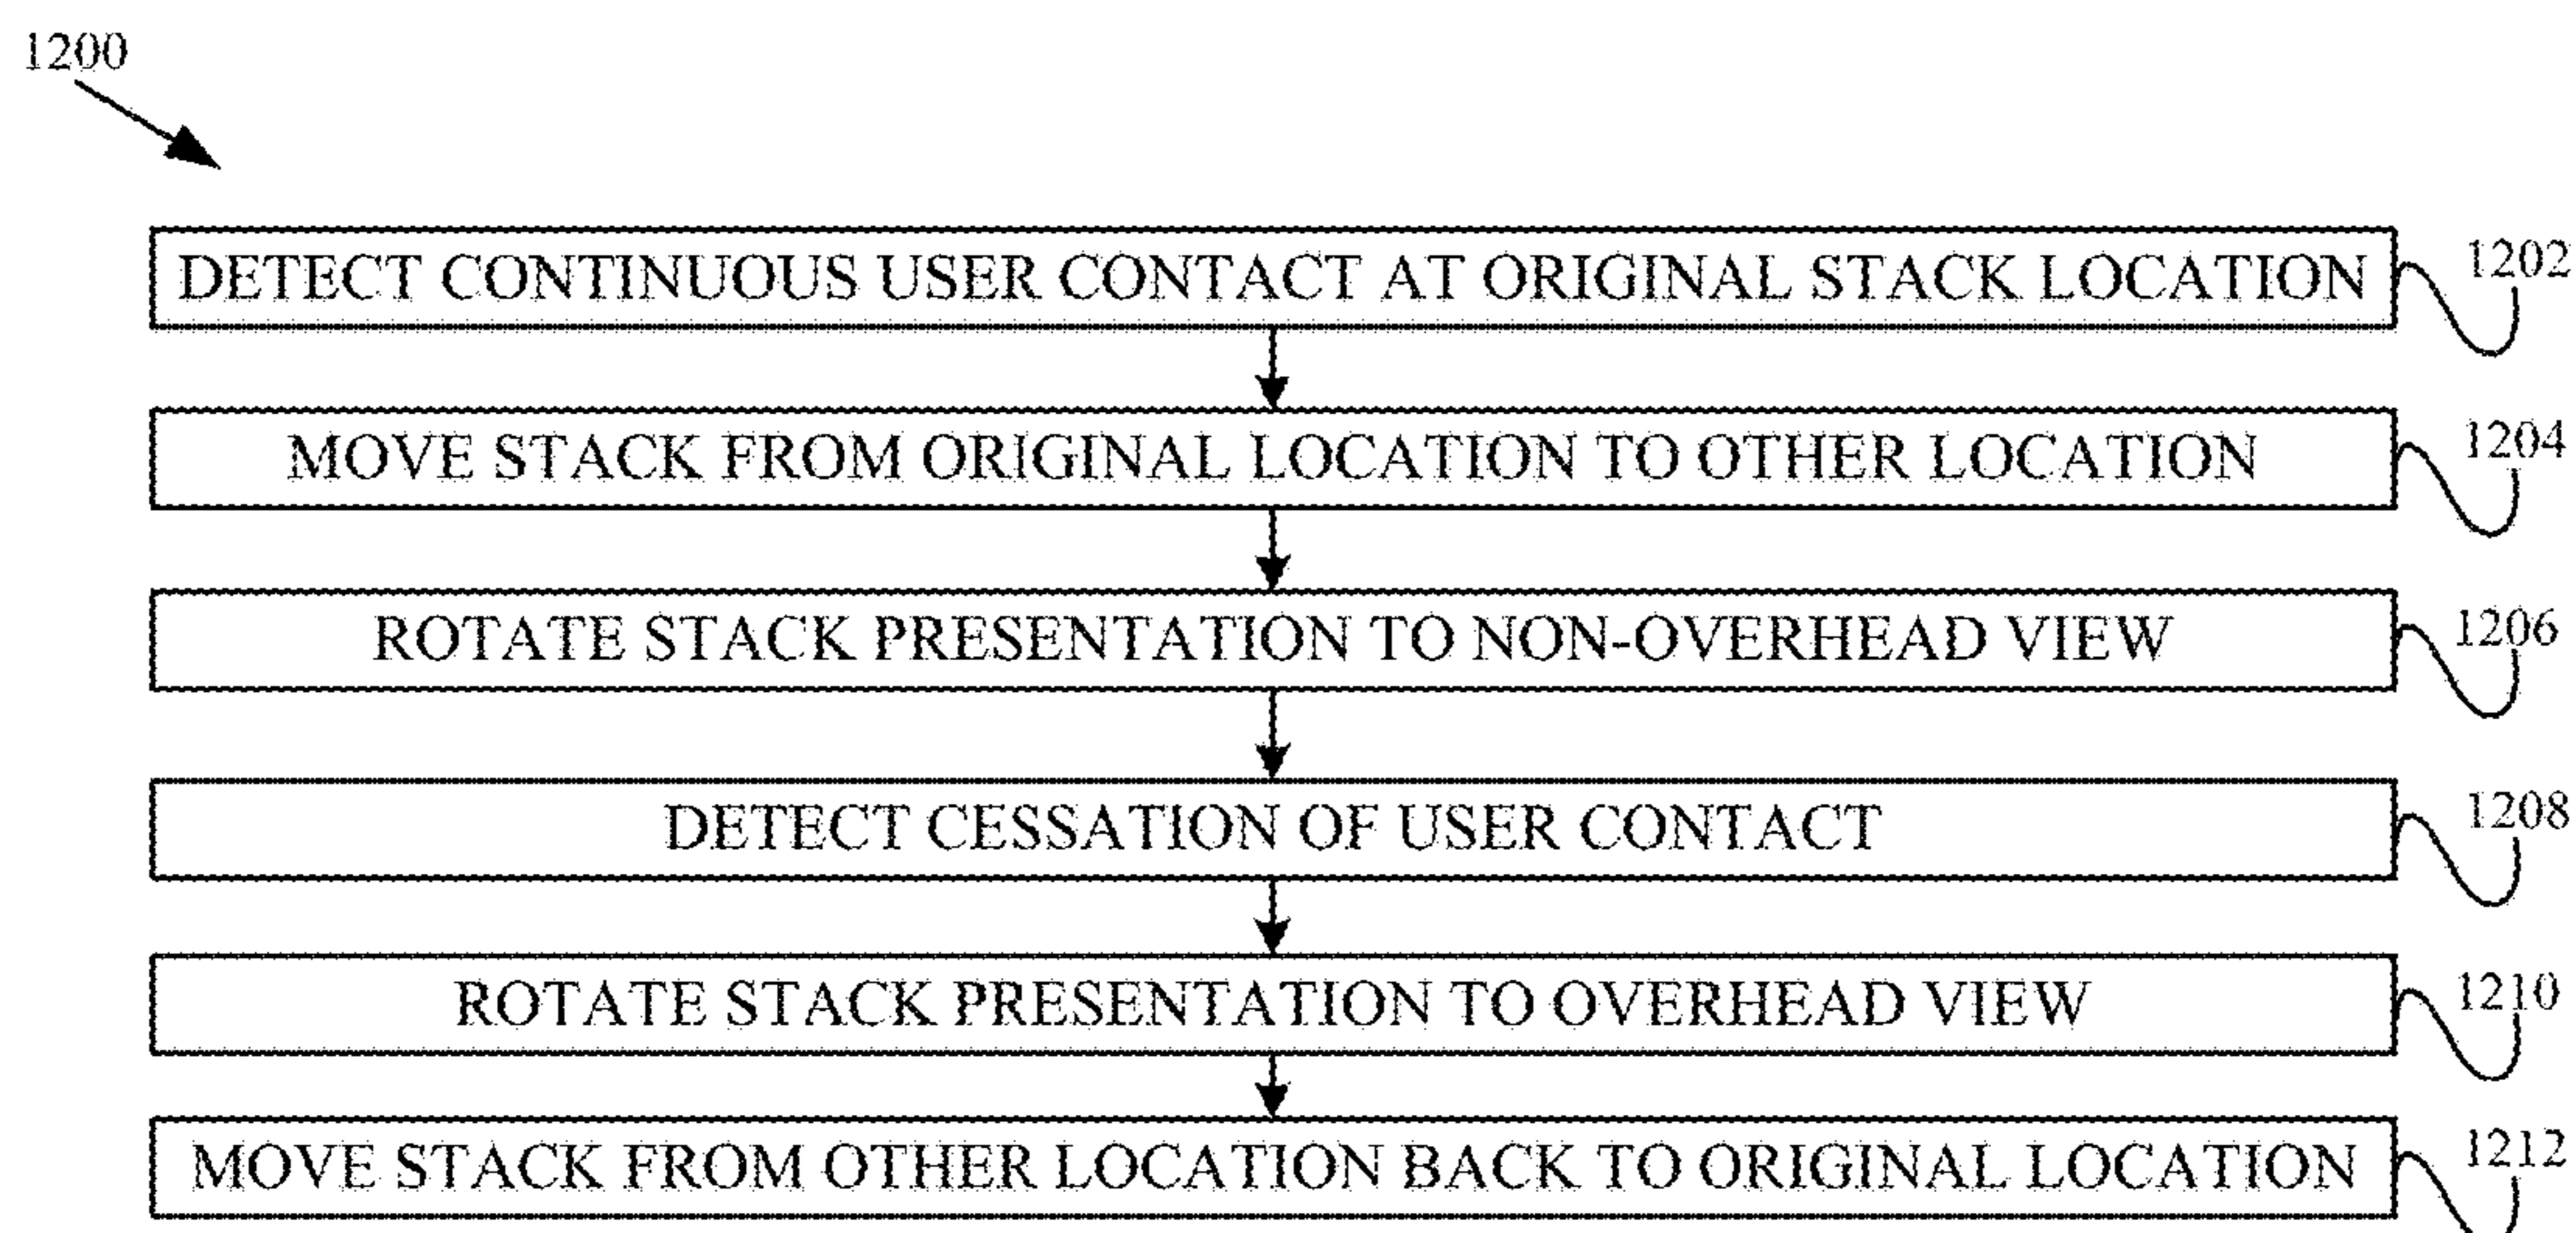 1200
DETECT CONTINUOUS USER CONTACT AT ORIGINAL STACK LOCATION
1202
MOVE STACK FROM ORIGINAL LOCATION TO OTHER LOCATION
1204
ROTATE STACK PRESENTATION TO NON-OVERHEAD VIEW
1206
DETECT CESSATION OF USER CONTACT
1208
ROTATE STACK PRESENTATION TO OVERHEAD VIEW
1210
MOVE STACK FROM OTHER LOCATION BACK TO ORIGINAL LOCATION
1212